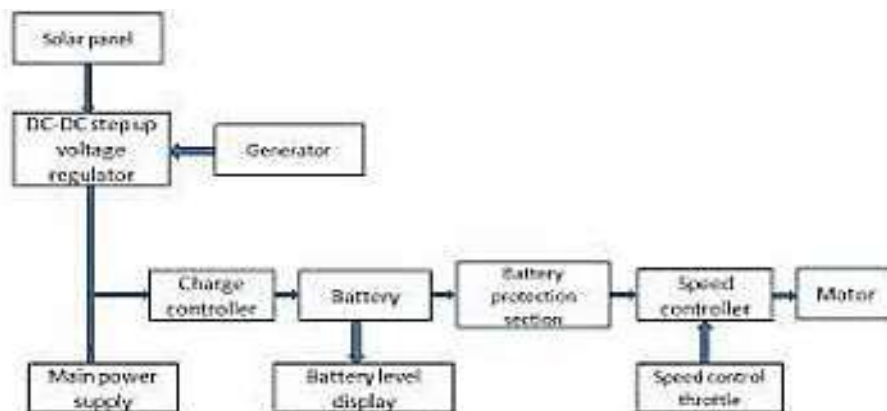 Solar panel
DC-DC step up
voltage
regulator
Generator
Charge
controller
Battery
Battery
protection
section
Speed
controller
Motor
Main power
supply
Battery level
display
Speed control
throttle